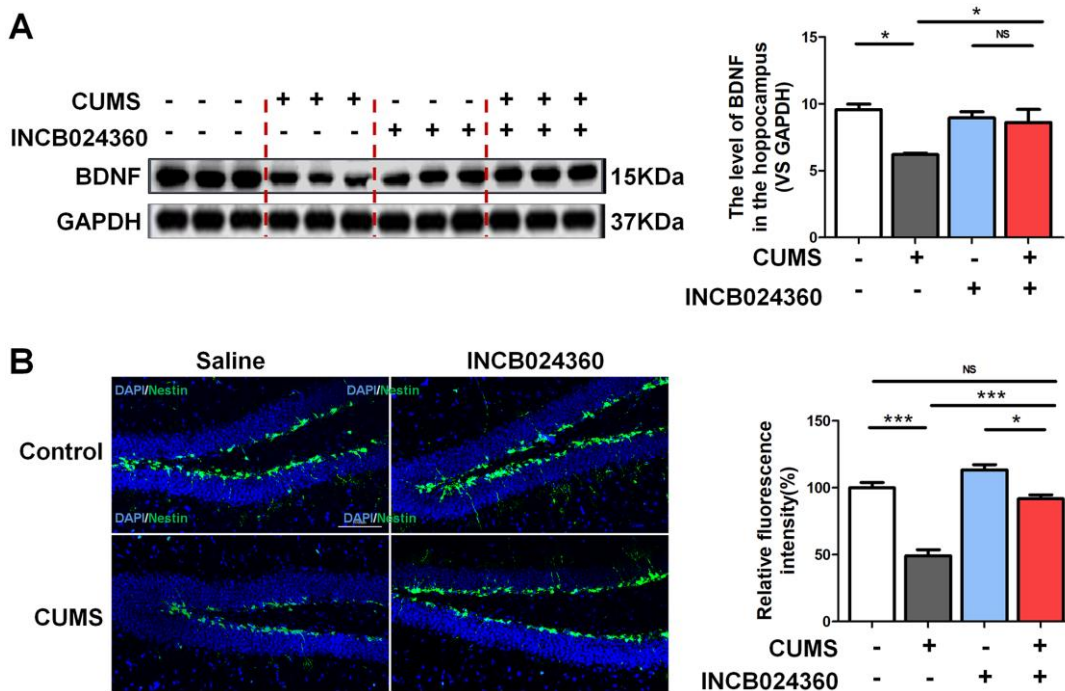 A
CUMS - - - + + + - - - + + +
INCB024360 - - - - - - + + + + + +
BDNF 15KDa
GAPDH 37KDa
The level of BDNF
in the hoppocampus
(VS GAPDH)
15
10
5
0
*
*
NS
CUMS - + - +
INCB024360 - - + +
B
Saline INCB024360
Control
CUMS
DAPI/Nestin DAPI/Nestin
DAPI/Nestin DAPI/Nestin
Relative fluorescence
intensity(%)
150
100
50
0
NS
***
*** *
CUMS - + - +
INCB024360 - - + +